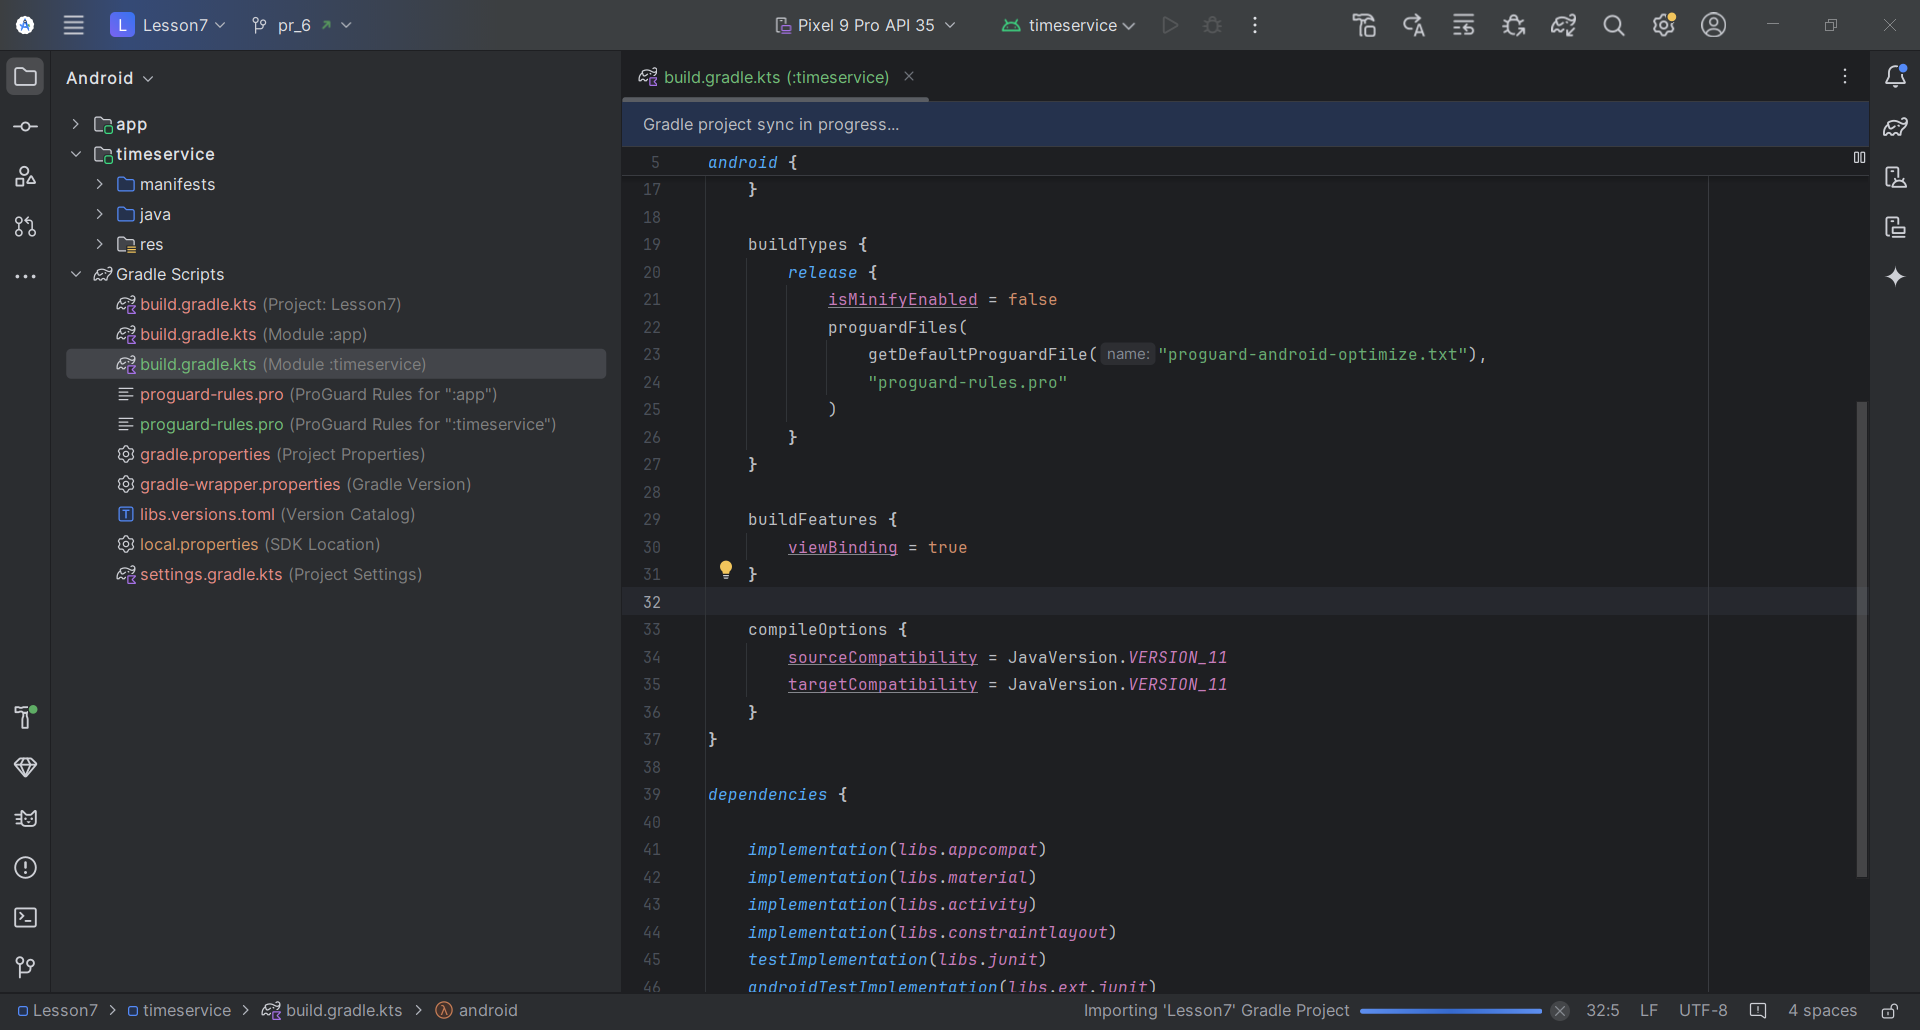 L Lesson7 pr_6 Pixel 9 Pro API 35 timeservice
Android
build.gradle.kts (:timeservice)
app
timeservice
manifests
java
res
Gradle Scripts
build.gradle.kts (Project: Lesson7)
build.gradle.kts (Module :app)
build.gradle.kts (Module :timeservice)
proguard-rules.pro (ProGuard Rules for ":app")
proguard-rules.pro (ProGuard Rules for ":timeservice")
gradle.properties (Project Properties)
gradle-wrapper.properties (Gradle Version)
libs.versions.toml (Version Catalog)
local.properties (SDK Location)
settings.gradle.kts (Project Settings)
Gradle project sync in progress...
5 android {
17 }
18
19 buildTypes {
20 release {
21 isMinifyEnabled = false
22 proguardFiles(
23 getDefaultProguardFile( name: "proguard-android-optimize.txt"),
24 "proguard-rules.pro"
25 )
26 }
27 }
28
29 buildFeatures {
30 viewBinding = true
31 }
32
33 compileOptions {
34 sourceCompatibility = JavaVersion.VERSION_11
35 targetCompatibility = JavaVersion.VERSION_11
36 }
37 }
38
39 dependencies {
40
41 implementation(libs.appcompat)
42 implementation(libs.material)
43 implementation(libs.activity)
44 implementation(libs.constraintlayout)
45 testImplementation(libs.junit)
46 androidTestImplementation(libs.ext.junit)
Lesson7 > timeservice > build.gradle.kts > android Importing 'Lesson7' Gradle Project 32:5 LF UTF-8 4 spaces